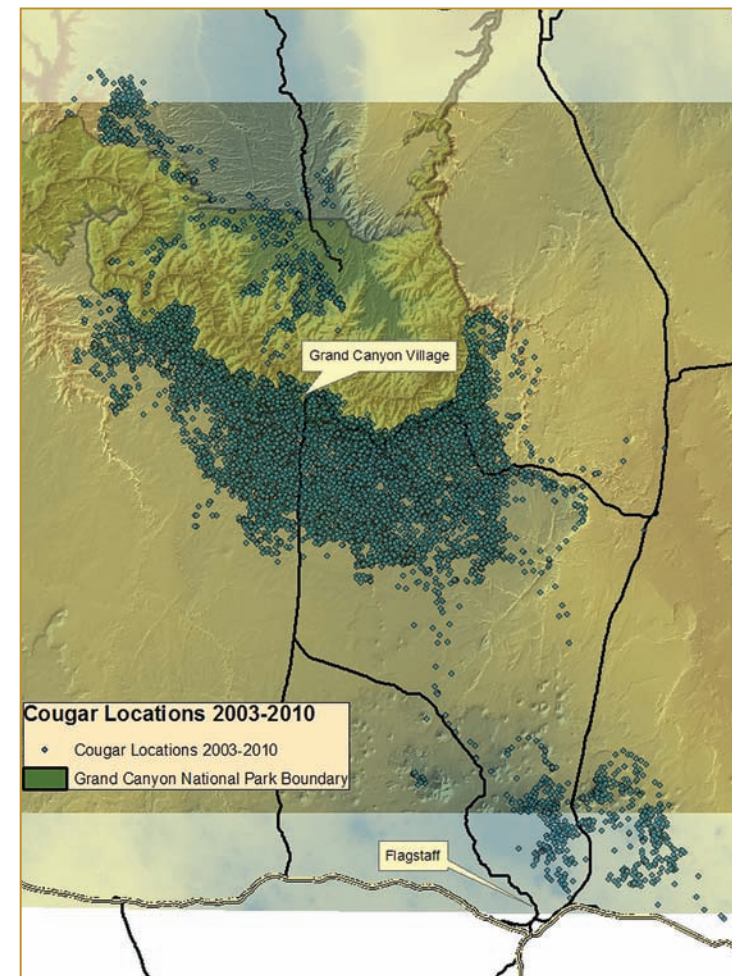 Grand Canyon Village
Cougar Locations 2003-2010
Cougar Locations 2003-2010
Grand Canyon National Park Boundary
Flagstaff